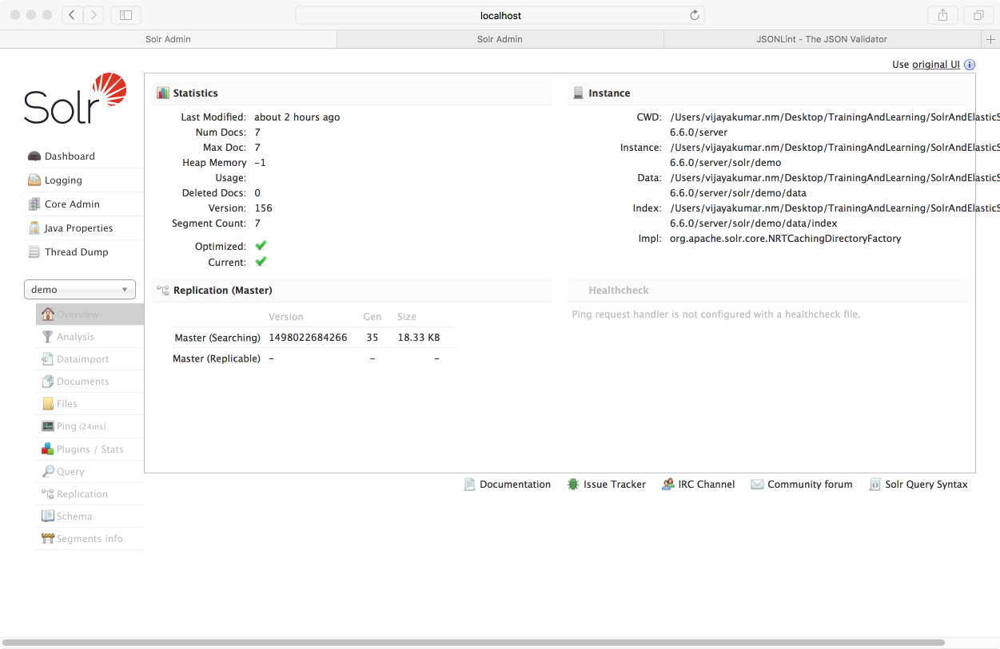 localhost
Solr Admin
Solr Admin
JSONLint - The JSON Validator
Use original UI
Solr
Dashboard
Logging
Core Admin
Java Properties
Thread Dump
demo
Overview
Analysis
Dataimport
Documents
Files
Ping (24ms)
Plugins / Stats
Query
Replication
Schema
Segments info
Statistics
Last Modified: about 2 hours ago
Num Docs: 7
Max Doc: 7
Heap Memory −1
Usage:
Deleted Docs: 0
Version: 156
Segment Count: 7
Optimized:
Current:
Instance
CWD: /Users/vijayakumar.nm/Desktop/TrainingAndLearning/SolrAndElasticS
6.6.0/server
Instance: /Users/vijayakumar.nm/Desktop/TrainingAndLearning/SolrAndElasticS
6.6.0/server/solr/demo
Data: /Users/vijayakumar.nm/Desktop/TrainingAndLearning/SolrAndElasticS
6.6.0/server/solr/demo/data
Index: /Users/vijayakumar.nm/Desktop/TrainingAndLearning/SolrAndElasticS
6.6.0/server/solr/demo/data/index
Impl: org.apache.solr.core.NRTCachingDirectoryFactory
Replication (Master)
Version Gen Size
Master (Searching) 1498022684266 35 18.33 KB
Master (Replicable) – – –
Healthcheck
Ping request handler is not configured with a healthcheck file.
Documentation Issue Tracker IRC Channel Community forum Solr Query Syntax